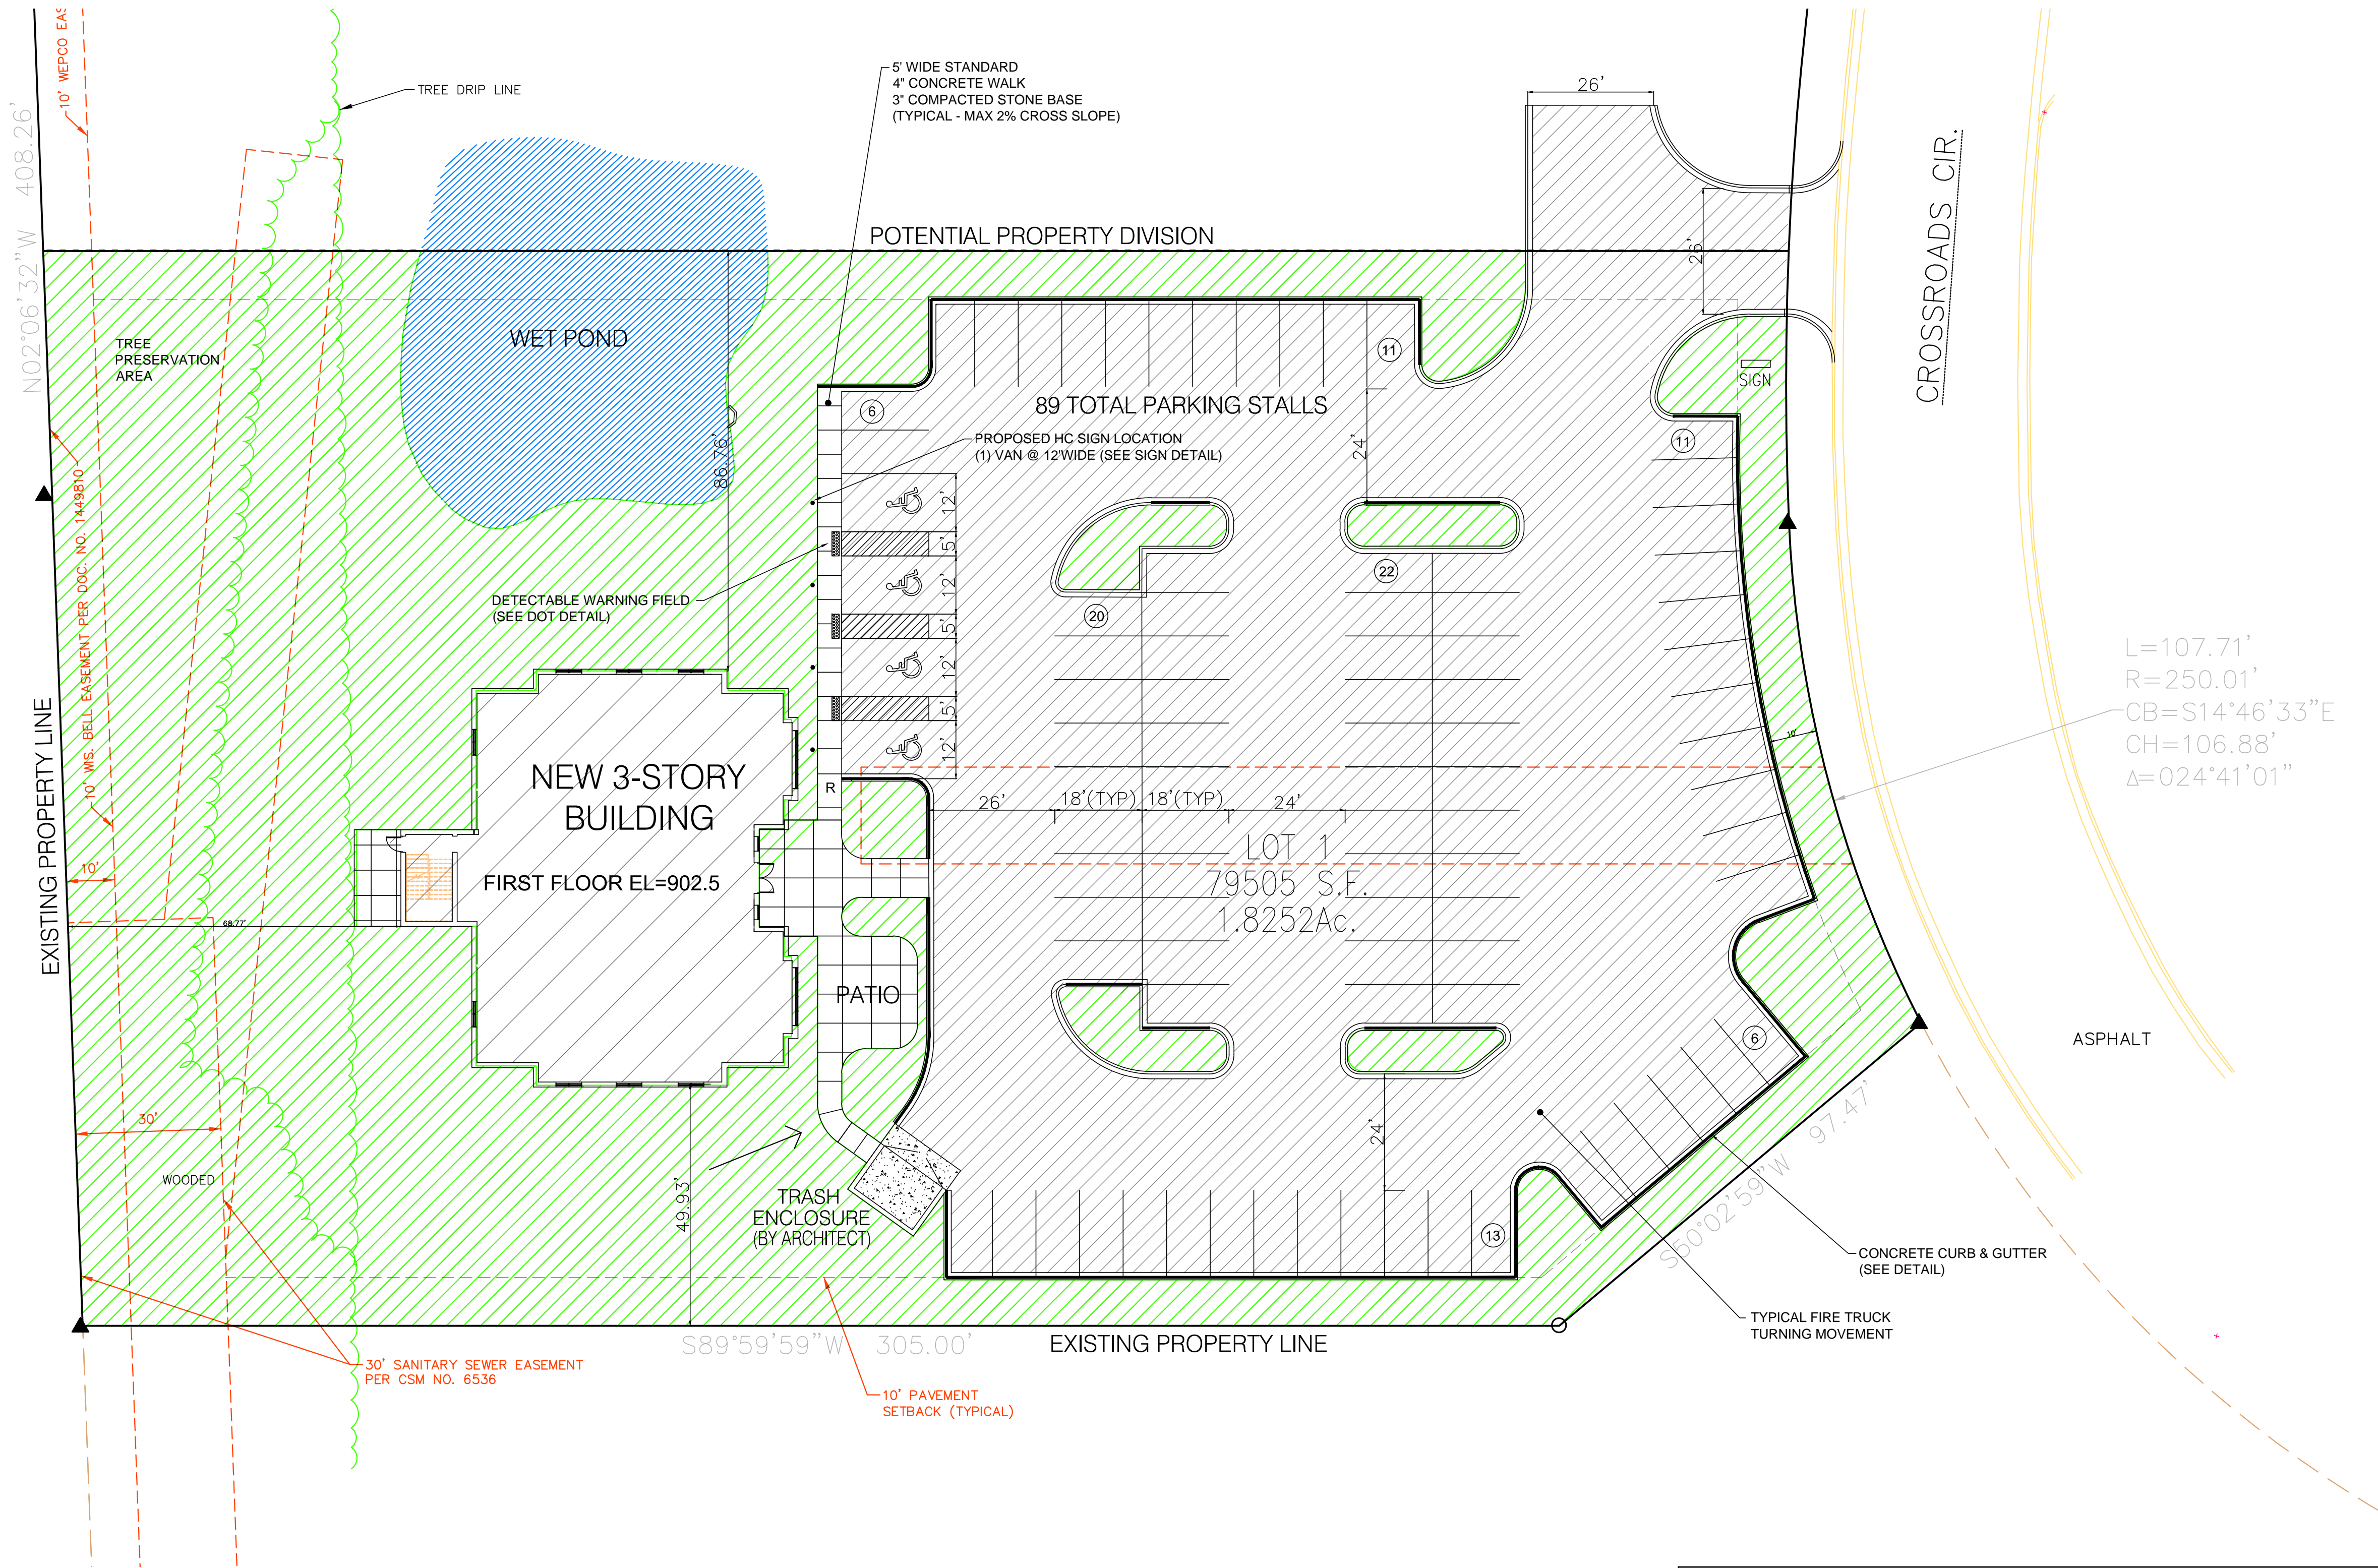 10' WEPCO EAS
TREE DRIP LINE
5' WIDE STANDARD
4" CONCRETE WALK
3" COMPACTED STONE BASE
(TYPICAL - MAX 2% CROSS SLOPE)
26'
CROSSROADS CIR.
N02°06'32"W 408.26'
POTENTIAL PROPERTY DIVISION
26'
WET POND
TREE
PRESERVATION
AREA
11
SIGN
6
89 TOTAL PARKING STALLS
11
PROPOSED HC SIGN LOCATION
(1) VAN @ 12'WIDE (SEE SIGN DETAIL)
24'
86.76'
10' WIS. BELL EASEMENT PER DOC. NO. 1449810
12'
5'
12'
5'
12'
5'
12'
DETECTABLE WARNING FIELD
(SEE DOT DETAIL)
22
20
L=107.71'
R=250.01'
CB=S14°46'33"E
CH=106.88'
Δ=024°41'01"
10'
EXISTING PROPERTY LINE
NEW 3-STORY
BUILDING
FIRST FLOOR EL=902.5
R
26'
18'(TYP)
18'(TYP)
24'
LOT 1
79505 S.F.
1.8252Ac.
10'
68.77'
PATIO
6
ASPHALT
30'
WOODED
24'
97.47'
S50°02'59"W
49.93'
TRASH
ENCLOSURE
(BY ARCHITECT)
13
CONCRETE CURB & GUTTER
(SEE DETAIL)
TYPICAL FIRE TRUCK
TURNING MOVEMENT
S89°59'59"W 305.00'
EXISTING PROPERTY LINE
30' SANITARY SEWER EASEMENT
PER CSM NO. 6536
10' PAVEMENT
SETBACK (TYPICAL)